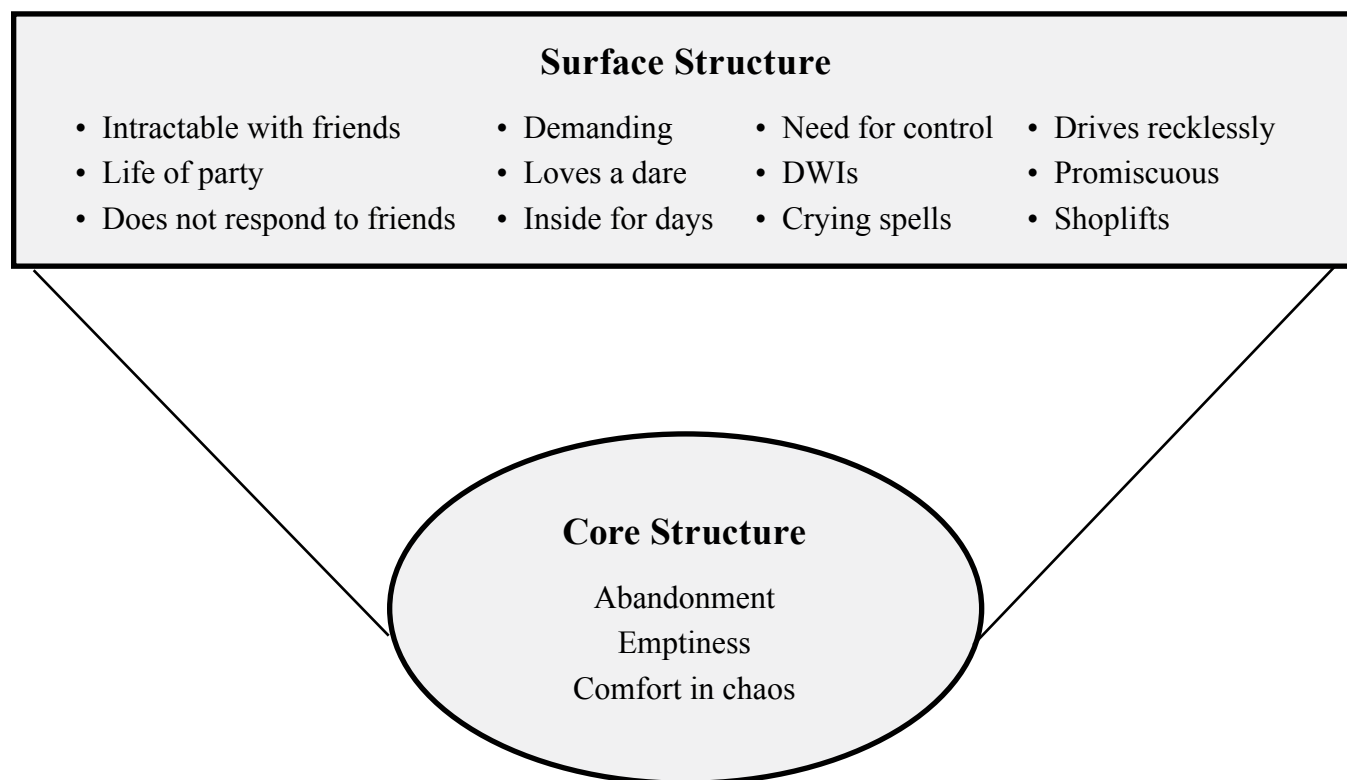 Surface Structure
• Intractable with friends • Demanding • Need for control • Drives recklessly
• Life of party • Loves a dare • DWIs • Promiscuous
• Does not respond to friends • Inside for days • Crying spells • Shoplifts
Core Structure
Abandonment
Emptiness
Comfort in chaos